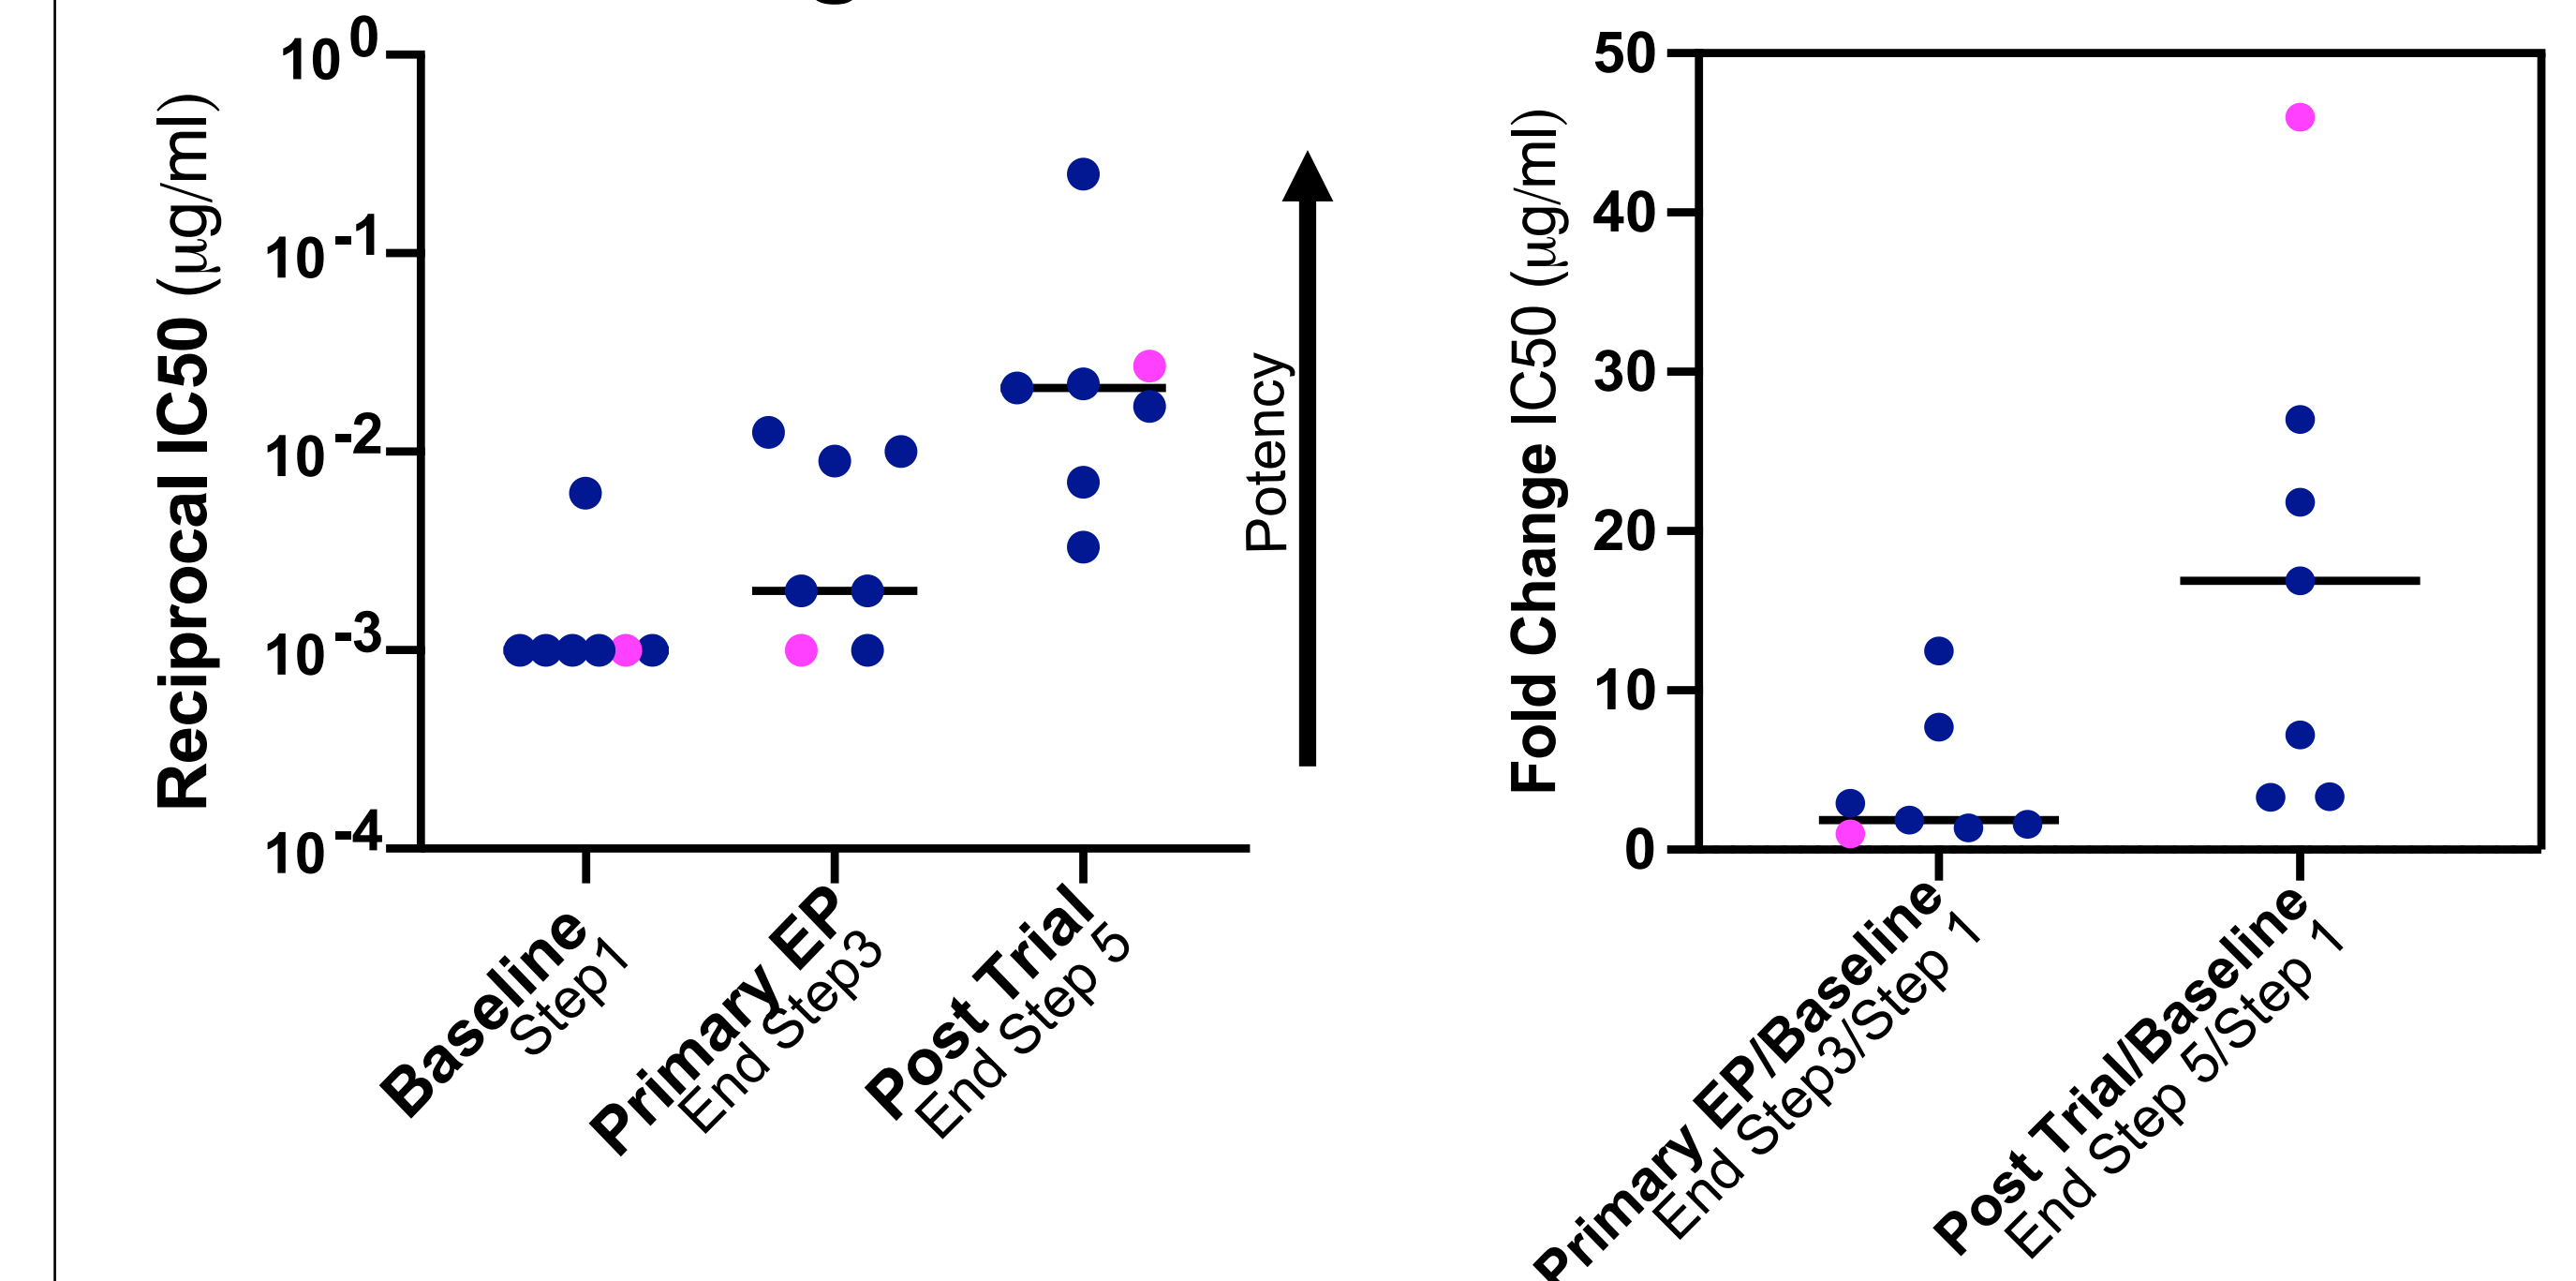 Reciprocal IC50 (µg/ml)
10⁰
10⁻¹
10⁻²
10⁻³
10⁻⁴
Baseline
Step1
Primary EP
End Step3
Post Trial
End Step 5
Potency
Fold Change IC50 (µg/ml)
50
40
30
20
10
0
Primary EP/Baseline
End Step3/Step 1
Post Trial/Baseline
End Step 5/Step 1